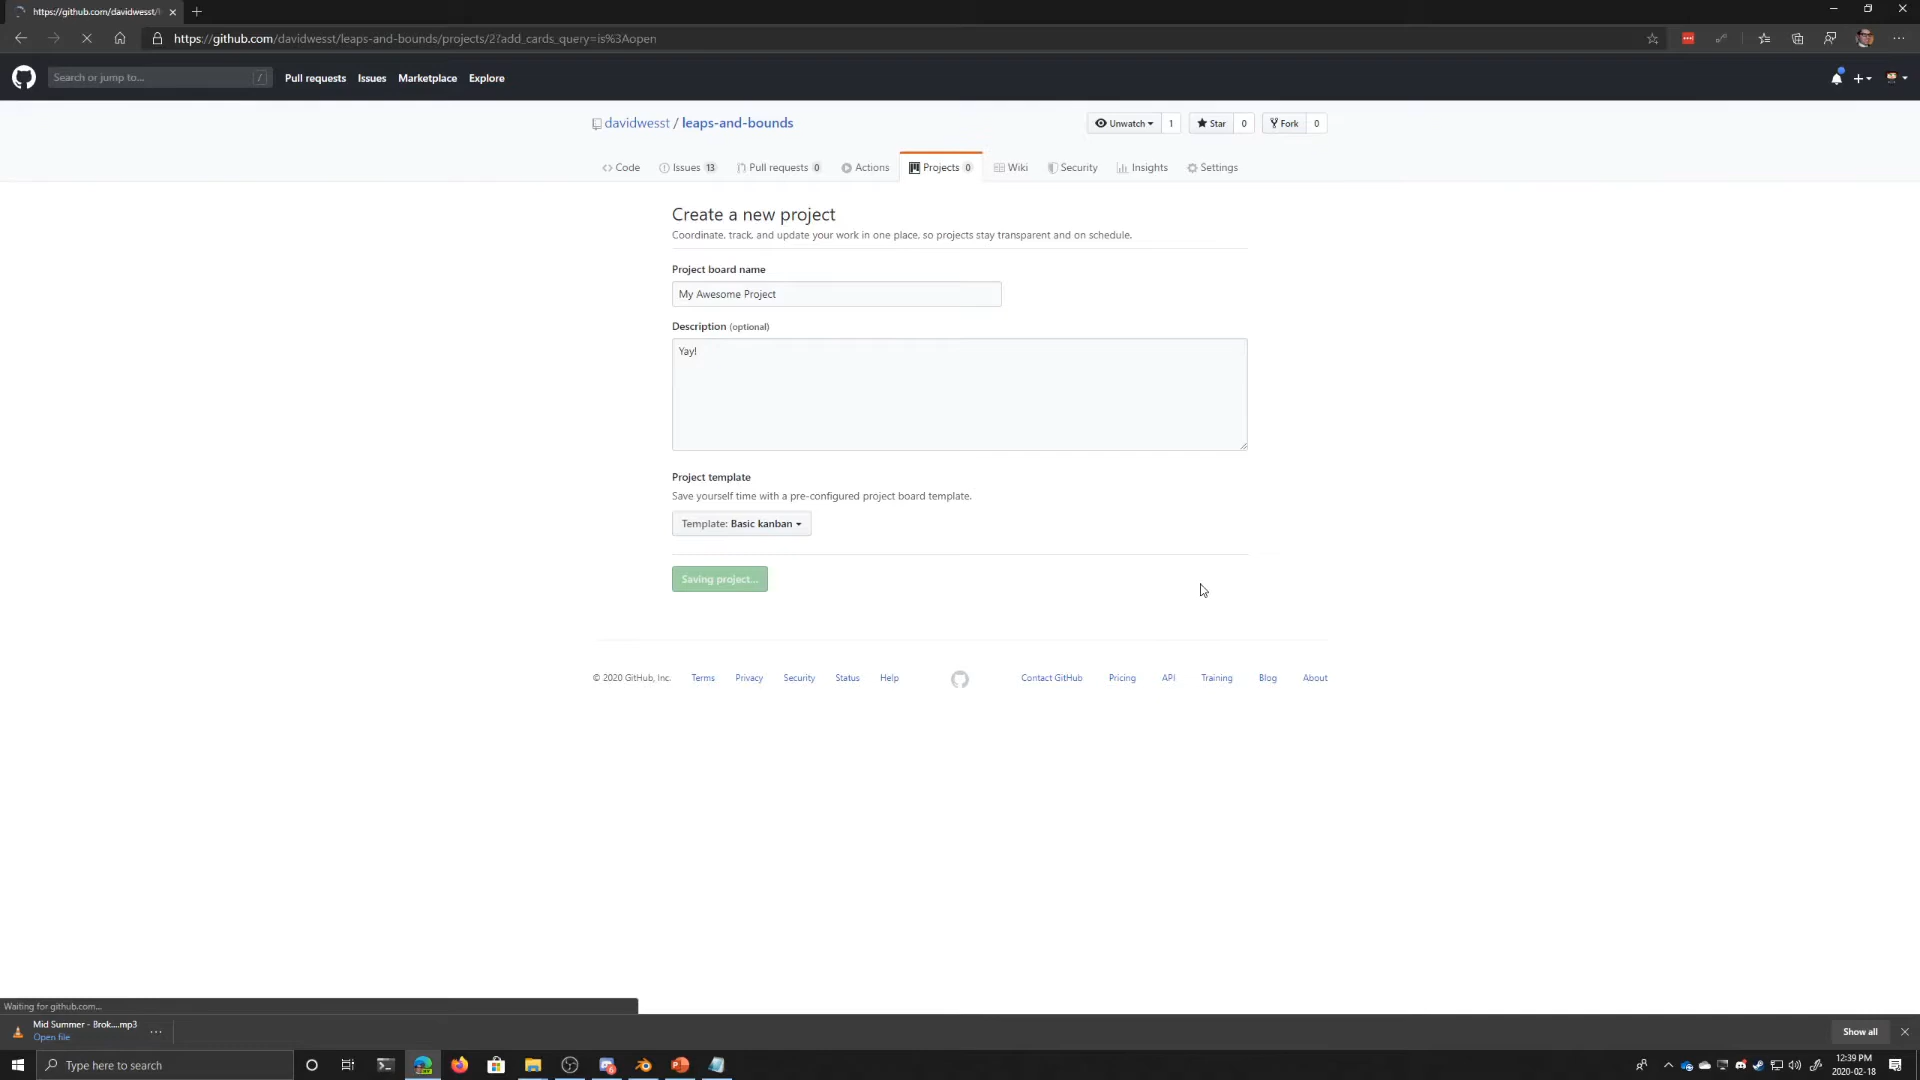 https://github.com/davidwesst/l
https://github.com/davidwesst/leaps-and-bounds/projects/2?add_cards_query=is%3Aopen
Search or jump to... /
Pull requests Issues Marketplace Explore
davidwesst / leaps-and-bounds
Unwatch 1 Star 0 Fork 0
Code Issues 13 Pull requests 0 Actions Projects 0 Wiki Security Insights Settings
Create a new project
Coordinate, track, and update your work in one place, so projects stay transparent and on schedule.
Project board name
My Awesome Project
Description (optional)
Yay!
Project template
Save yourself time with a pre-configured project board template.
Template: Basic kanban
Saving project...
© 2020 GitHub, Inc. Terms Privacy Security Status Help Contact GitHub Pricing API Training Blog About
Waiting for github.com...
Mid Summer - Brok....mp3
Open file
Show all
Type here to search
12:39 PM
2020-02-18